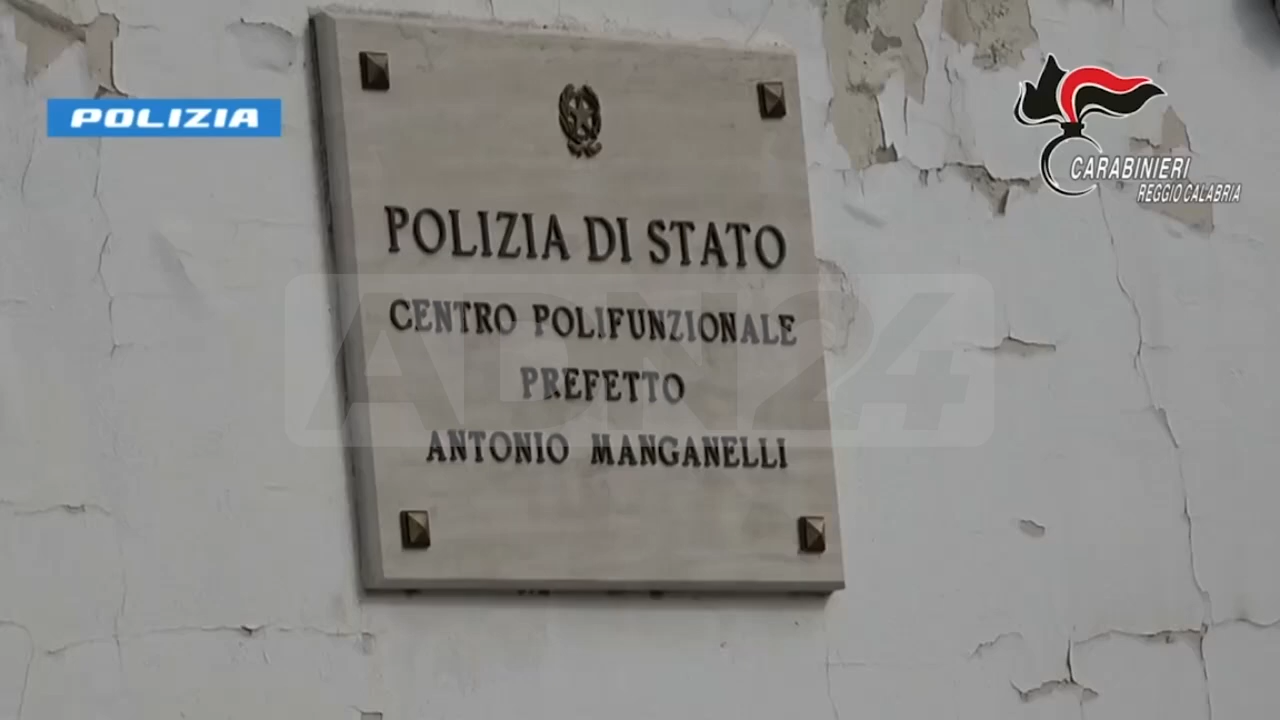 POLIZIA
CARABINIERI
REGGIO CALABRIA
POLIZIA DI STATO
CENTRO POLIFUNZIONALE
PREFETTO
ANTONIO MANGANELLI
ADN24